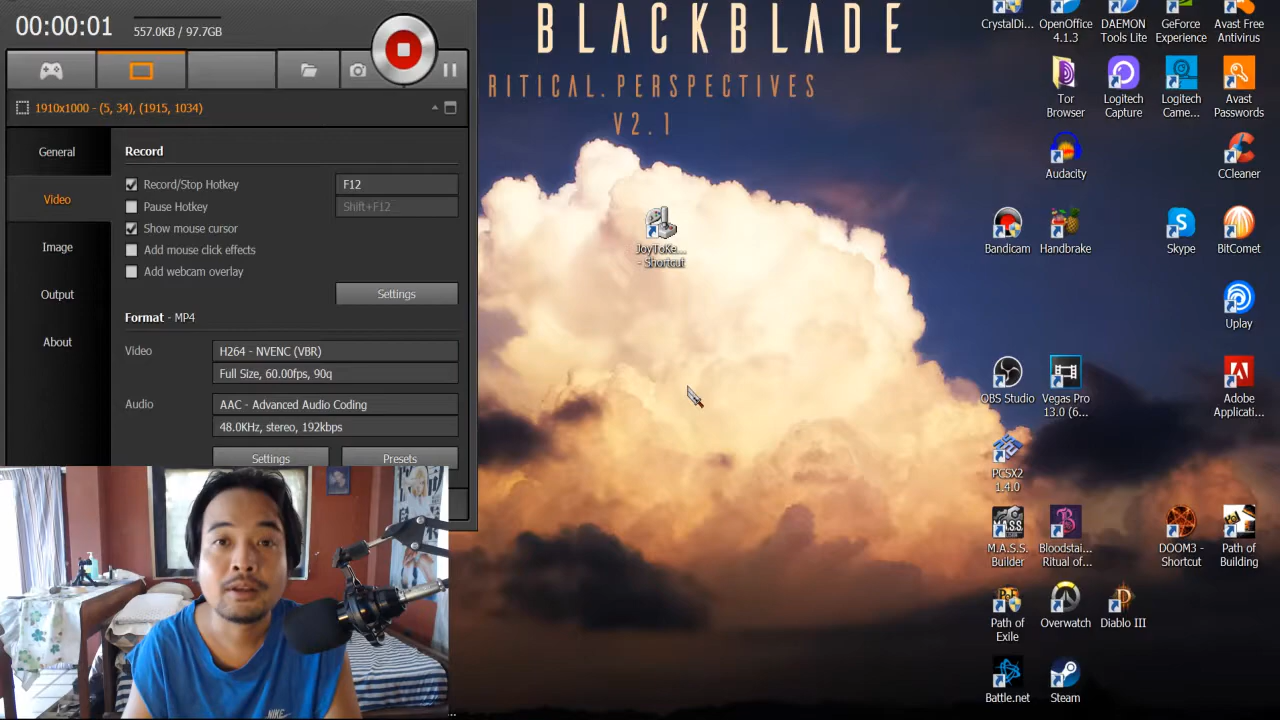 00:00:01
557.0KB / 97.7GB
1910x1000 - (5, 34), (1915, 1034)
General
Video
Image
Output
About
Record
Record/Stop Hotkey
F12
Pause Hotkey
Shift+F12
Show mouse cursor
Add mouse click effects
Add webcam overlay
Settings
Format - MP4
Video
H264 - NVENC (VBR)
Full Size, 60.00fps, 90q
Audio
AAC - Advanced Audio Coding
48.0KHz, stereo, 192kbps
Settings
Presets
BLACKBLADE
RITICAL.PERSPECTIVES
V2.1
JoyToKe...
- Shortcut
CrystalDi...
OpenOffice
4.1.3
DAEMON
Tools Lite
GeForce
Experience
Avast Free
Antivirus
Tor
Browser
Logitech
Capture
Logitech
Came...
Avast
Passwords
Audacity
CCleaner
Bandicam
Handbrake
Skype
BitComet
Uplay
OBS Studio
Vegas Pro
13.0 (6...
Adobe
Applicati...
PCSX2
1.4.0
M.A.S.S.
Builder
Bloodstai...
Ritual of...
DOOM3 -
Shortcut
Path of
Building
Path of
Exile
Overwatch
Diablo III
Battle.net
Steam
NIKE